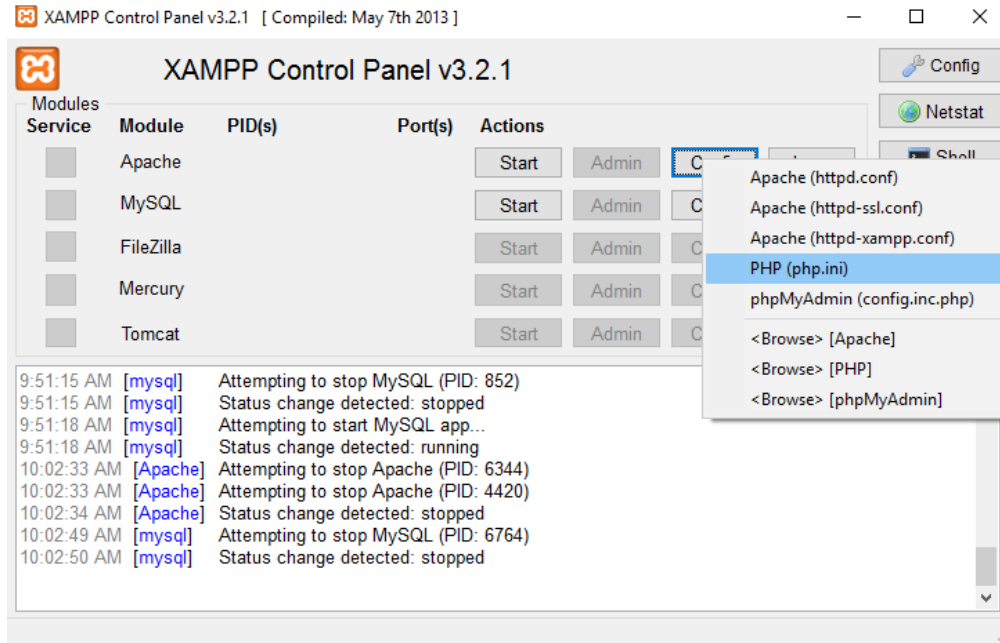 XAMPP Control Panel v3.2.1 [ Compiled: May 7th 2013 ]
XAMPP Control Panel v3.2.1
Config
Netstat
Shell
Modules
Service Module PID(s) Port(s) Actions
Apache Start Admin
MySQL Start Admin
FileZilla Start Admin
Mercury Start Admin
Tomcat Start Admin
Apache (httpd.conf)
Apache (httpd-ssl.conf)
Apache (httpd-xampp.conf)
PHP (php.ini)
phpMyAdmin (config.inc.php)
<Browse> [Apache]
<Browse> [PHP]
<Browse> [phpMyAdmin]
9:51:15 AM [mysql] Attempting to stop MySQL (PID: 852)
9:51:15 AM [mysql] Status change detected: stopped
9:51:18 AM [mysql] Attempting to start MySQL app...
9:51:18 AM [mysql] Status change detected: running
10:02:33 AM [Apache] Attempting to stop Apache (PID: 6344)
10:02:33 AM [Apache] Attempting to stop Apache (PID: 4420)
10:02:34 AM [Apache] Status change detected: stopped
10:02:49 AM [mysql] Attempting to stop MySQL (PID: 6764)
10:02:50 AM [mysql] Status change detected: stopped